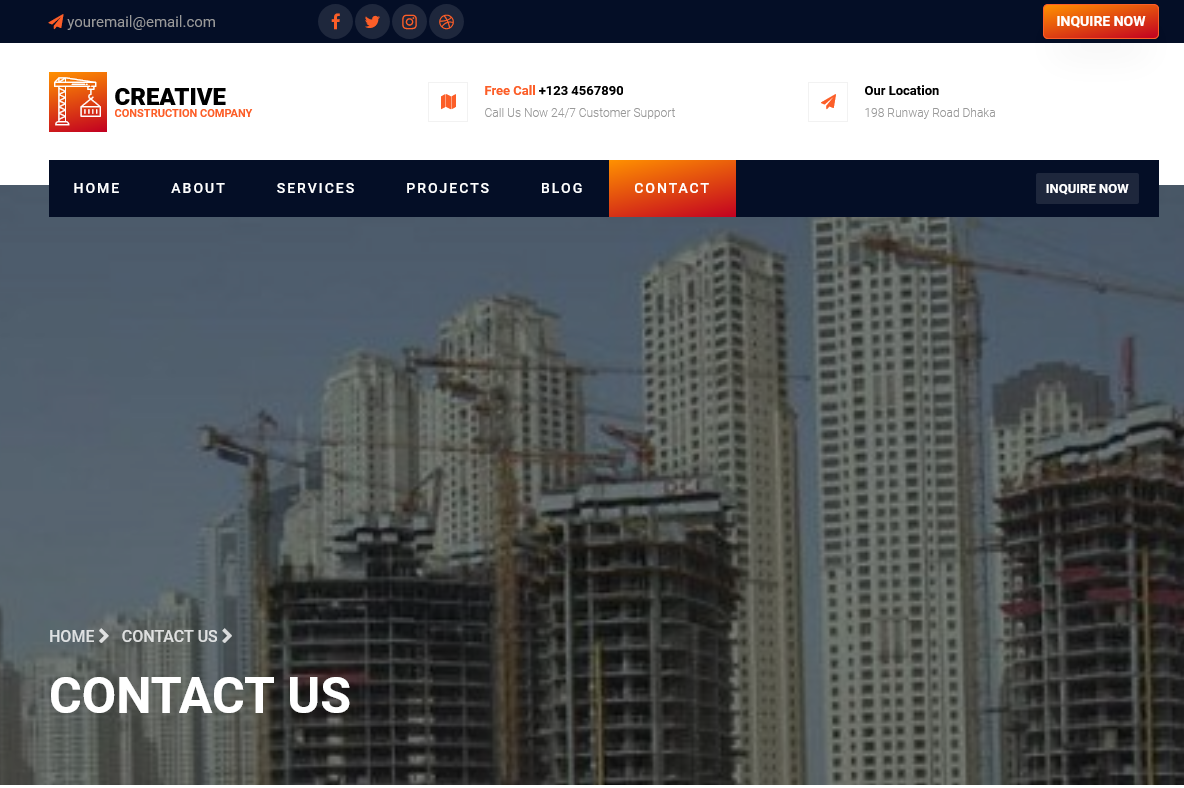 youremail@email.com
INQUIRE NOW
CREATIVE
CONSTRUCTION COMPANY
Free Call +123 4567890
Call Us Now 24/7 Customer Support
Our Location
198 Runway Road Dhaka
HOME ABOUT SERVICES PROJECTS BLOG CONTACT INQUIRE NOW
HOME CONTACT US
CONTACT US